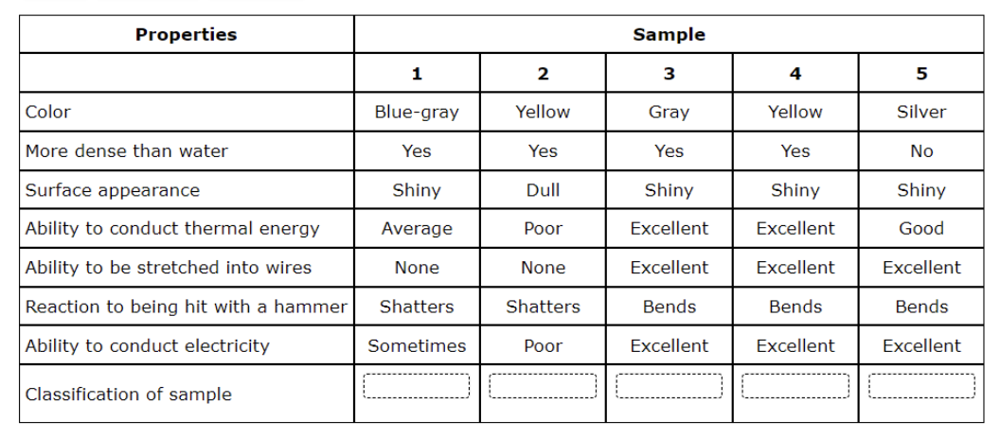 Properties Sample
1 2 3 4 5
Color Blue-gray Yellow Gray Yellow Silver
More dense than water Yes Yes Yes Yes No
Surface appearance Shiny Dull Shiny Shiny Shiny
Ability to conduct thermal energy Average Poor Excellent Excellent Good
Ability to be stretched into wires None None Excellent Excellent Excellent
Reaction to being hit with a hammer Shatters Shatters Bends Bends Bends
Ability to conduct electricity Sometimes Poor Excellent Excellent Excellent
Classification of sample